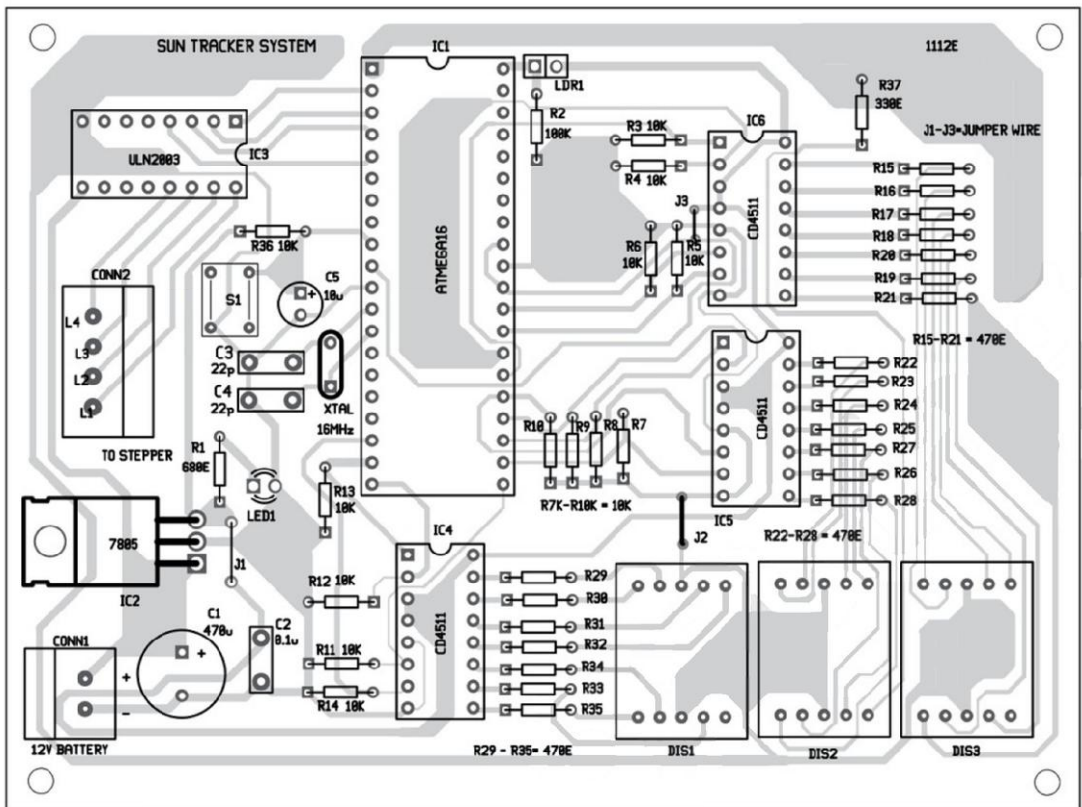 SUN TRACKER SYSTEM
IC1
1112E
LDR1
R37
330E
R2
100K
R3 10K
IC6
J1-J3=JUMPER WIRE
ULN2003
IC3
R4 10K
R15
R16
J3
CD4511
R17
R36 10K
ATMEGA16
R6
10K
R5
10K
R18
R20
CONN2
S1
C5
+
10u
R19
R21
L4
L3
L2
L1
R15-R21 = 470E
C3
22p
C4
22p
XTAL
16MHz
R22
R23
R24
R25
R27
R26
R28
CD4511
R10
R9
R8
R7
TO STEPPER
R1
680E
LED1
R13
10K
R7K-R10K = 10K
IC5
R22-R28 = 470E
J2
7805
J1
IC2
IC4
R29
R30
R31
R32
R34
R33
R35
R12 10K
CD4511
C1
470u
+
C2
0.1u
R11 10K
R14 10K
CONN1
+
-
12V BATTERY
R29 - R35= 470E
DIS1
DIS2
DIS3